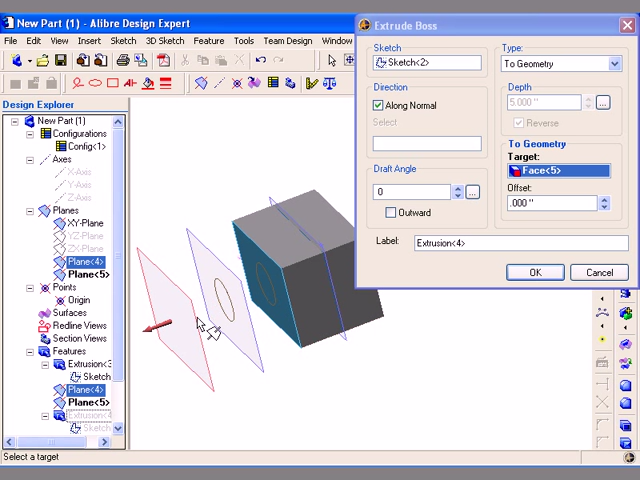 New Part (1) - Alibre Design Expert
File Edit View Insert Sketch 3D Sketch Feature Tools Team Design Window
Design Explorer
New Part (1)
Configurations
Config<1>
Axes
X-Axis
Y-Axis
Z-Axis
Planes
XY-Plane
YZ-Plane
ZX-Plane
Plane<4>
Plane<5>
Points
Origin
Surfaces
Redline Views
Section Views
Features
Extrusion<3
Sketch
Plane<4>
Plane<5>
Extrusion<4
Sketch
Select a target
Extrude Boss
Sketch
Sketch<2>
Direction
Along Normal
Select
Draft Angle
0
...
Outward
Type:
To Geometry
Depth
5.000 "
...
Reverse
To Geometry
Target:
Face<5>
Offset:
.000 "
Label:
Extrusion<4>
OK
Cancel